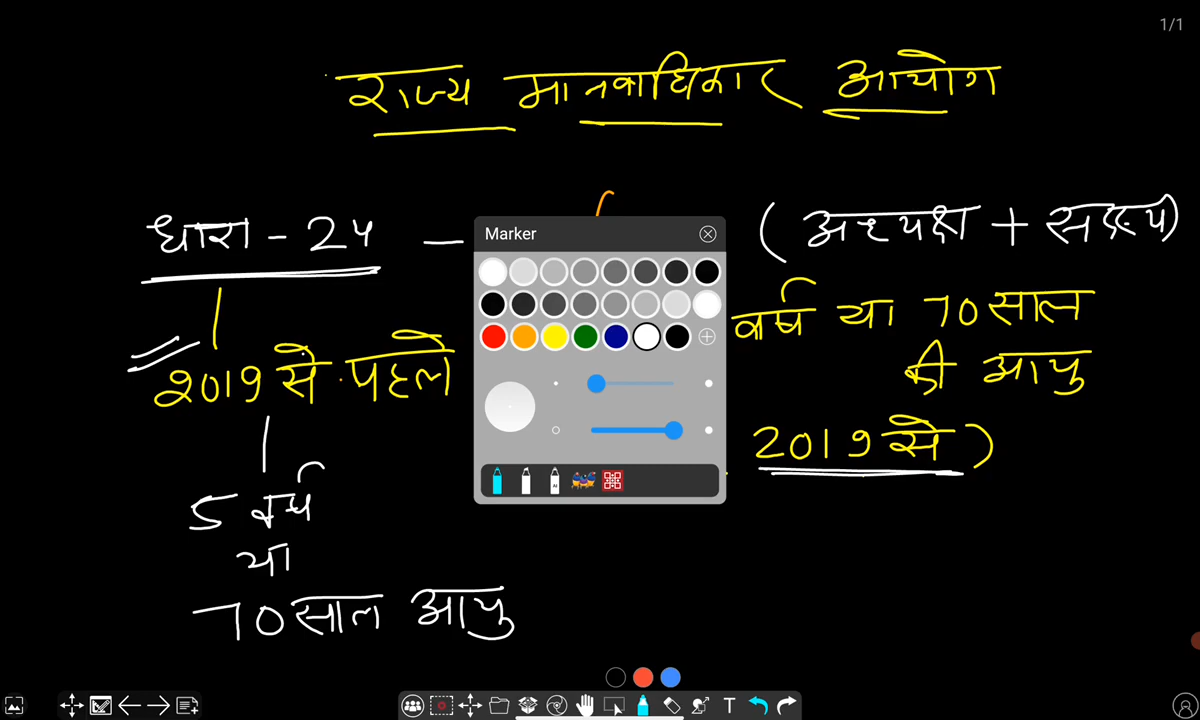 1/1
राज्य मानवाधिकार आयोग
धारा - 24 — (अध्यक्ष + सदस्य)
Marker
वर्ष या 70 साल
की आयु
2019 से पहले
2019 से)
5 वर्ष
या
70 साल आयु
AI
T